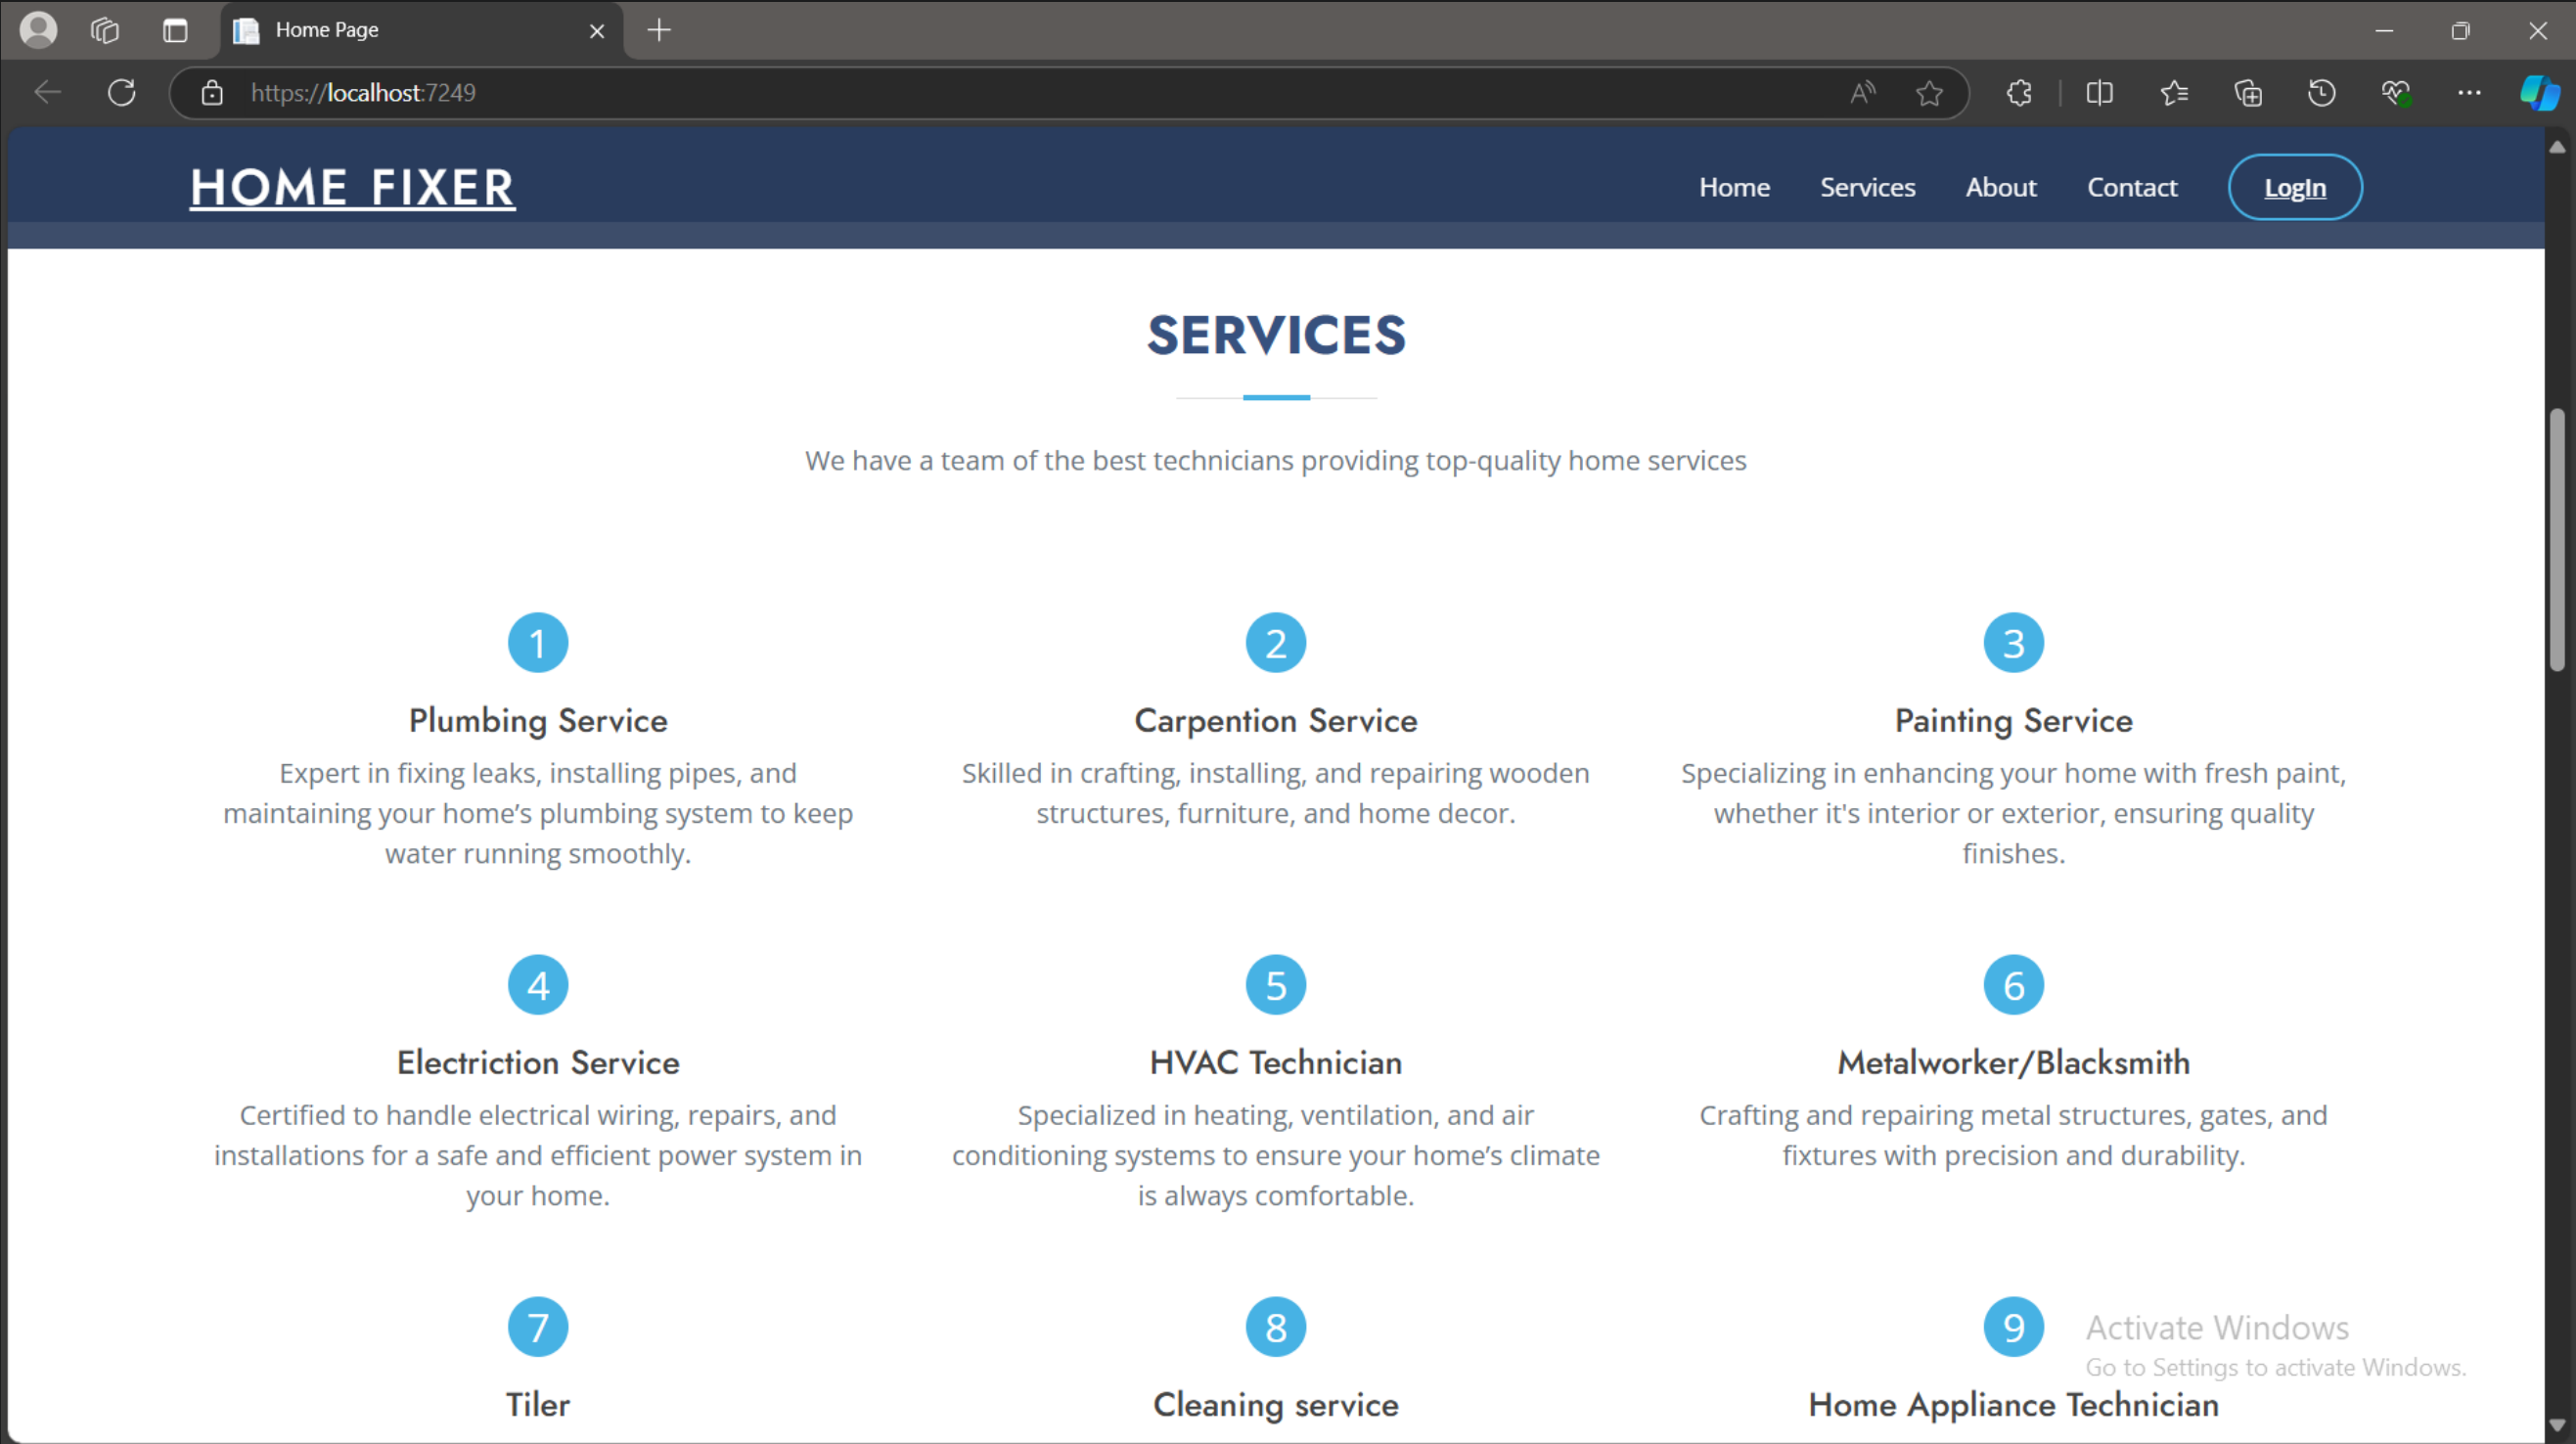 Home Page
https://localhost:7249
HOME FIXER
Home Services About Contact LogIn
SERVICES
We have a team of the best technicians providing top-quality home services
1
Plumbing Service
Expert in fixing leaks, installing pipes, and
maintaining your home’s plumbing system to keep
water running smoothly.
2
Carpention Service
Skilled in crafting, installing, and repairing wooden
structures, furniture, and home decor.
3
Painting Service
Specializing in enhancing your home with fresh paint,
whether it's interior or exterior, ensuring quality
finishes.
4
Electriction Service
Certified to handle electrical wiring, repairs, and
installations for a safe and efficient power system in
your home.
5
HVAC Technician
Specialized in heating, ventilation, and air
conditioning systems to ensure your home’s climate
is always comfortable.
6
Metalworker/Blacksmith
Crafting and repairing metal structures, gates, and
fixtures with precision and durability.
7
Tiler
8
Cleaning service
9
Home Appliance Technician
Activate Windows
Go to Settings to activate Windows.